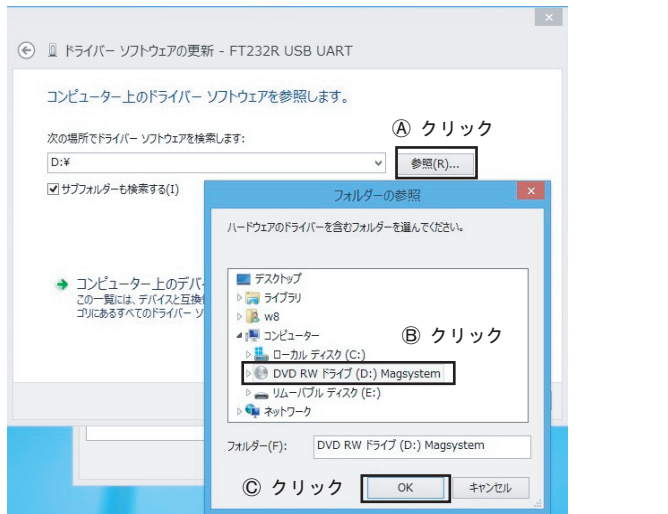 ドライバー ソフトウェアの更新 - FT232R USB UART
コンピューター上のドライバー ソフトウェアを参照します。
Ⓐ クリック
次の場所でドライバー ソフトウェアを検索します:
D:¥
参照(R)...
サブフォルダーも検索する(I)
フォルダーの参照
ハードウェアのドライバーを含むフォルダーを選んでください。
コンピューター上のデバ
この一覧には、デバイスと互換
ゴリにあるすべてのドライバー ソ
デスクトップ
ライブラリ
w8
コンピューター
Ⓑ クリック
ローカル ディスク (C:)
DVD RW ドライブ (D:) Magsystem
リムーバブル ディスク (E:)
ネットワーク
フォルダー(F):
DVD RW ドライブ (D:) Magsystem
Ⓒ クリック
OK
キャンセル